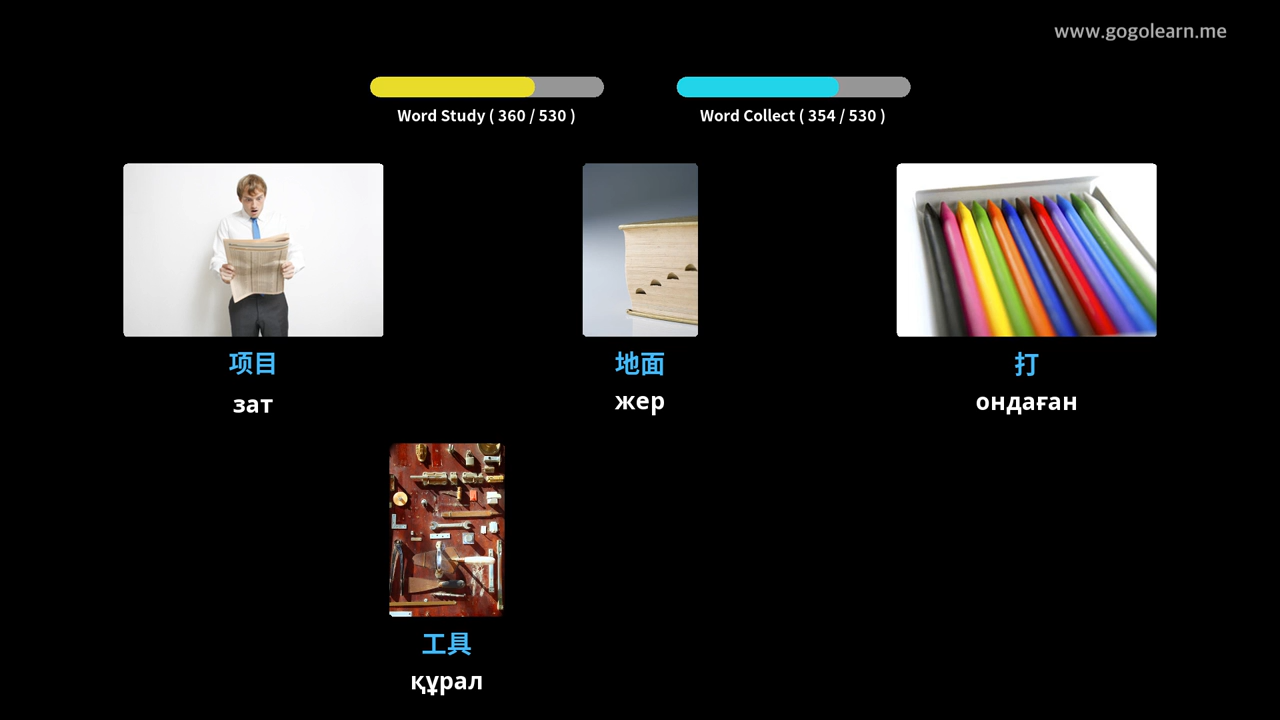 www.gogolearn.me
Word Study ( 360 / 530 )
Word Collect ( 354 / 530 )
项目
зат
地面
жер
打
ондаған
工具
құрал